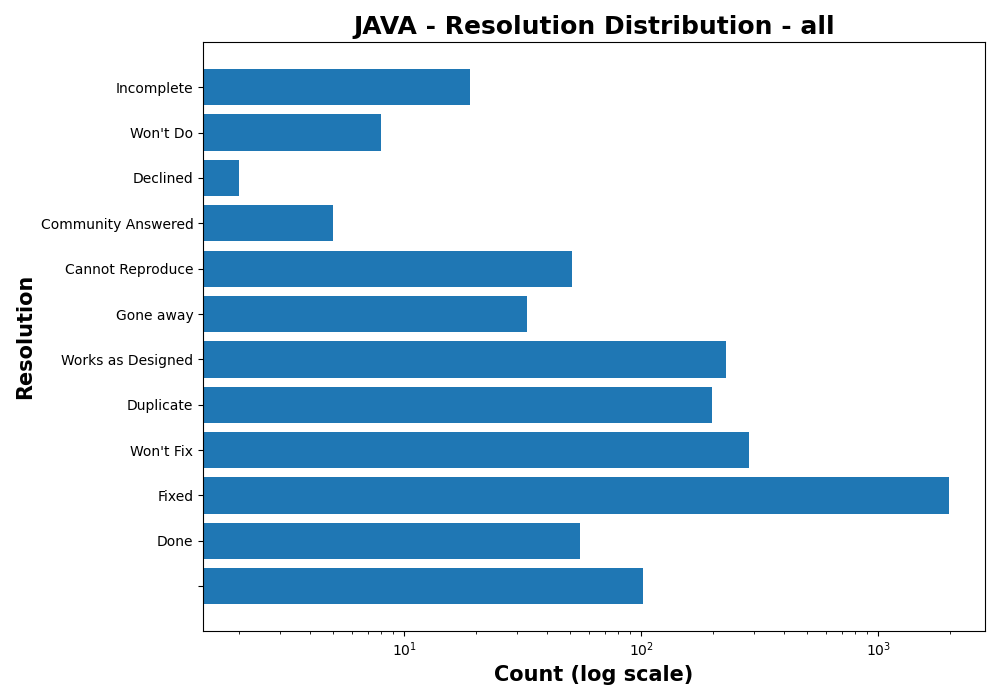 JAVA - Resolution Distribution - all
Incomplete
Won't Do
Declined
Community Answered
Cannot Reproduce
Gone away
Works as Designed
Duplicate
Won't Fix
Fixed
Done
Resolution
10¹ 10² 10³
Count (log scale)